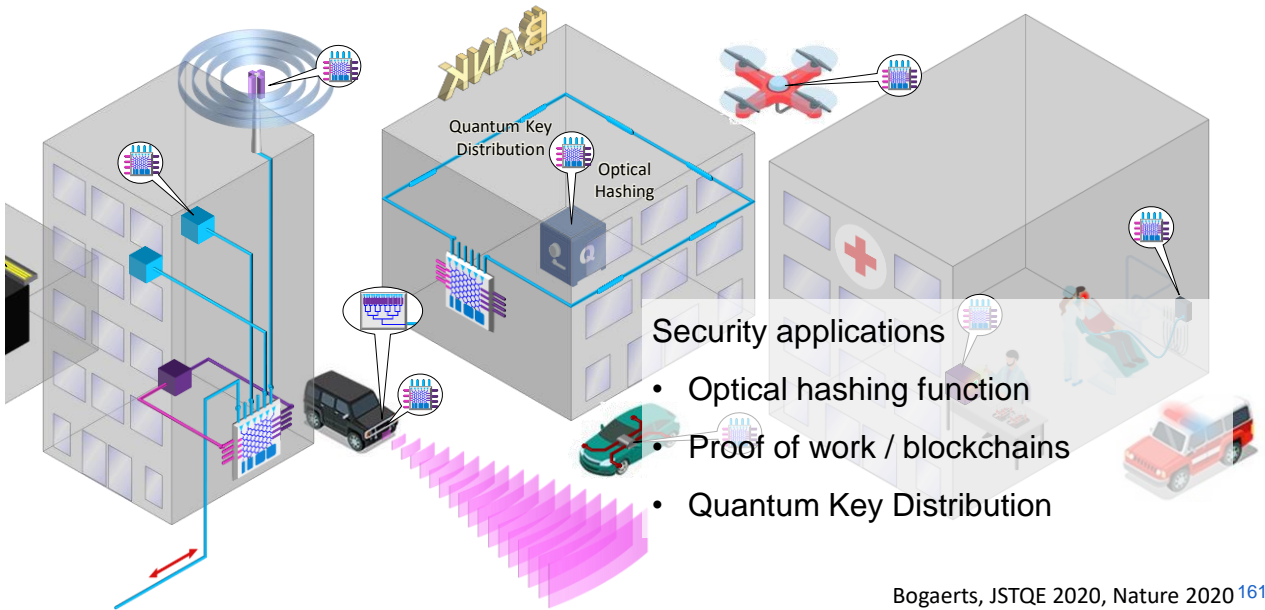 BANK
Quantum Key
Distribution
Optical
Hashing
Q
Security applications
• Optical hashing function
• Proof of work / blockchains
• Quantum Key Distribution
Bogaerts, JSTQE 2020, Nature 2020 161